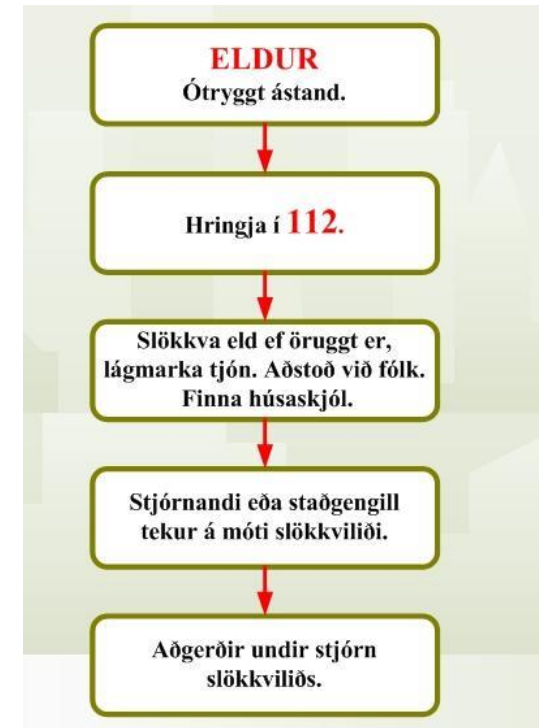 ELDUR
Ótryggt ástand.
Hringja í 112.
Slökkva eld ef öruggt er,
lágmarka tjón. Aðstoð við fólk.
Finna húsaskjól.
Stjórnandi eða staðgengill
tekur á móti slökkviliði.
Aðgerðir undir stjórn
slökkviliðs.